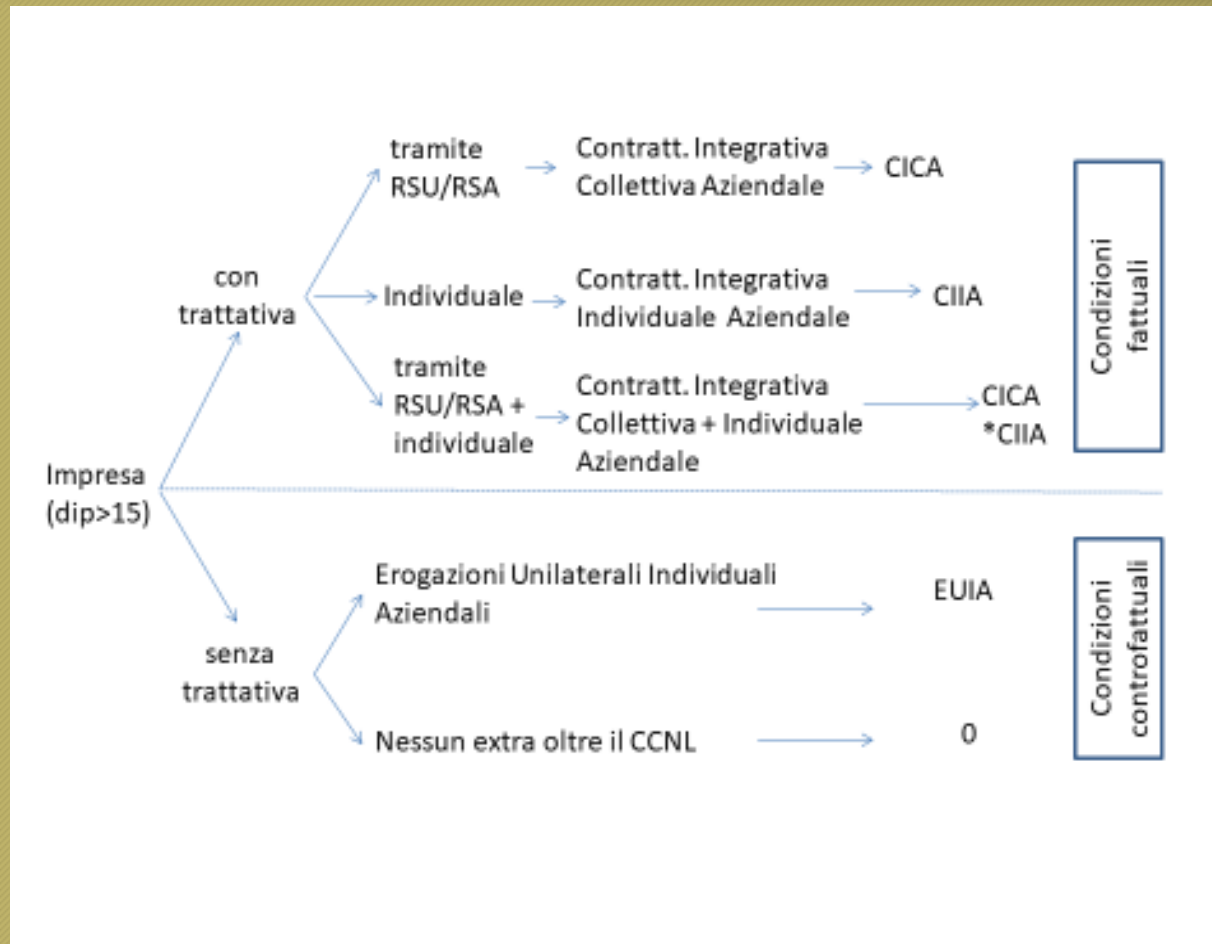 tramite
RSU/RSA
Contratt. Integrativa
Collettiva Aziendale
CICA
con
trattativa
Individuale
Contratt. Integrativa
Individuale Aziendale
CIIA
tramite
RSU/RSA +
individuale
Contratt. Integrativa
Collettiva + Individuale
Aziendale
CICA
*CIIA
Condizioni
fattuali
Impresa
(dip>15)
Erogazioni Unilaterali Individuali
Aziendali
EUIA
senza
trattativa
Nessun extra oltre il CCNL
0
Condizioni
controfattuali